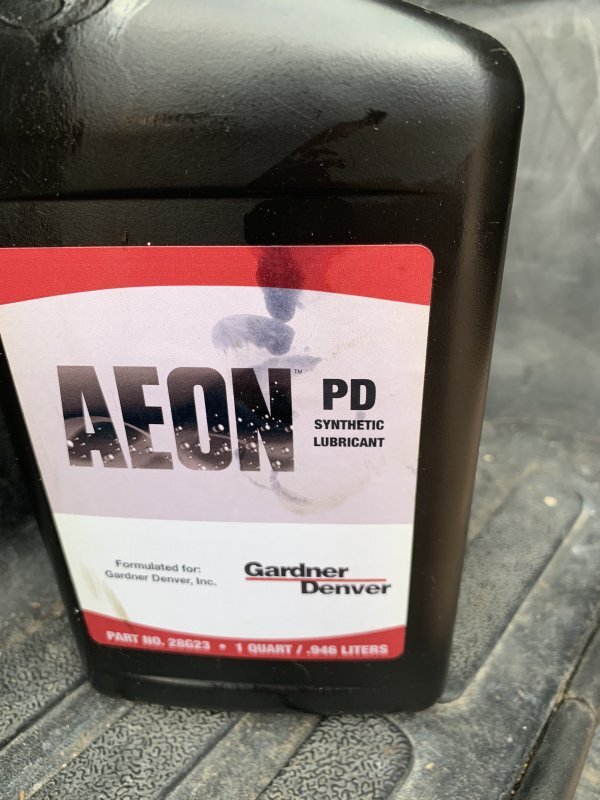 AEON™
PD
SYNTHETIC
LUBRICANT
Formulated for:
Gardner Denver, Inc.
Gardner
Denver
PART NO. 28G23 • 1 QUART / .946 LITERS